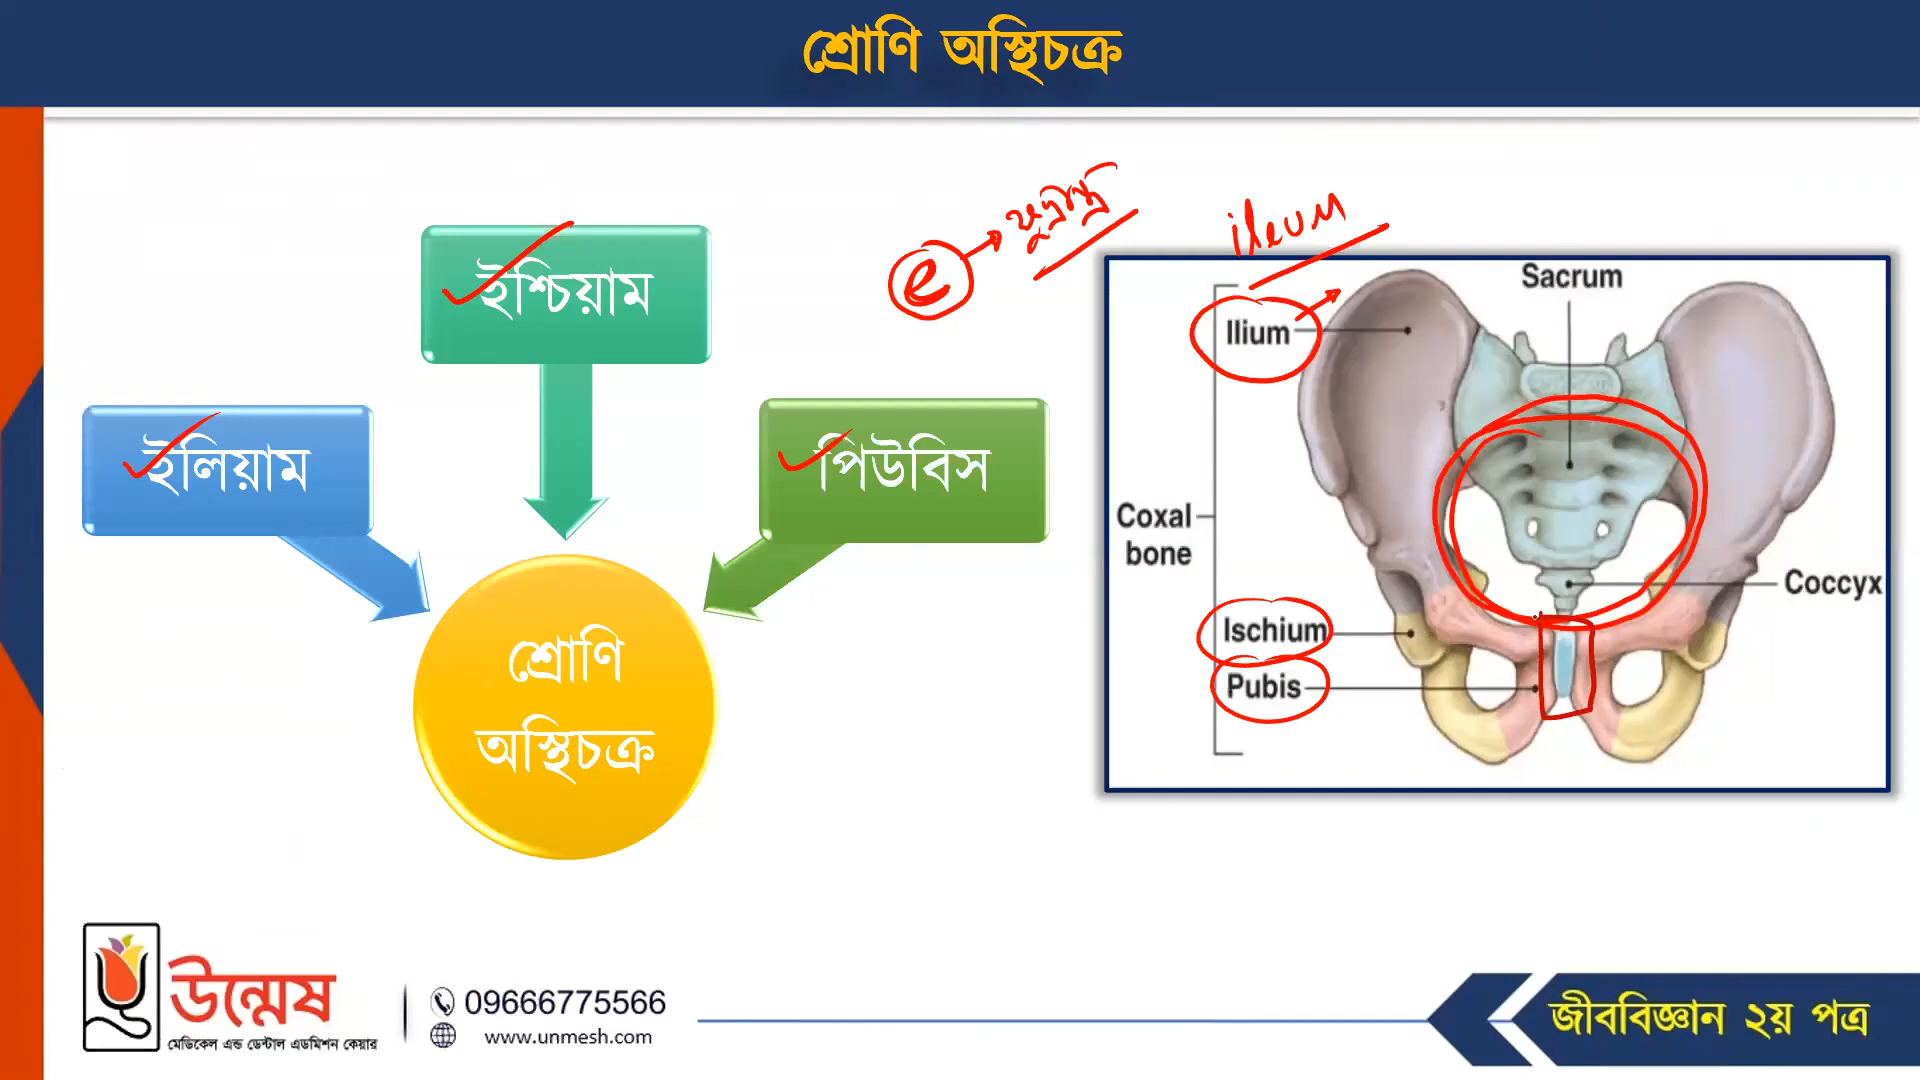 শ্রোণি অস্থিচক্র
ইশ্চিয়াম
ইলিয়াম
পিউবিস
শ্রোণি
অস্থিচক্র
e
ileum
Sacrum
Ilium
Coxal
bone
Coccyx
Ischium
Pubis
উন্মেষ
মেডিকেল এন্ড ডেন্টাল এডমিশন কেয়ার
09666775566
www.unmesh.com
জীববিজ্ঞান ২য় পত্র